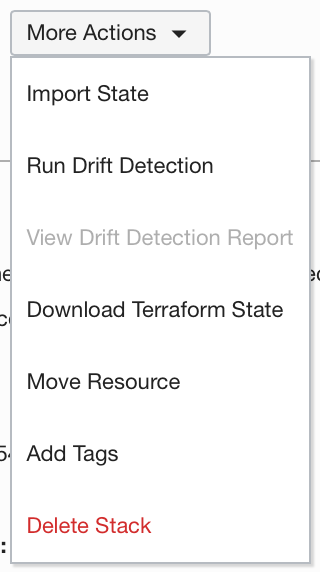 More Actions
Import State
Run Drift Detection
View Drift Detection Report
Download Terraform State
Move Resource
Add Tags
Delete Stack